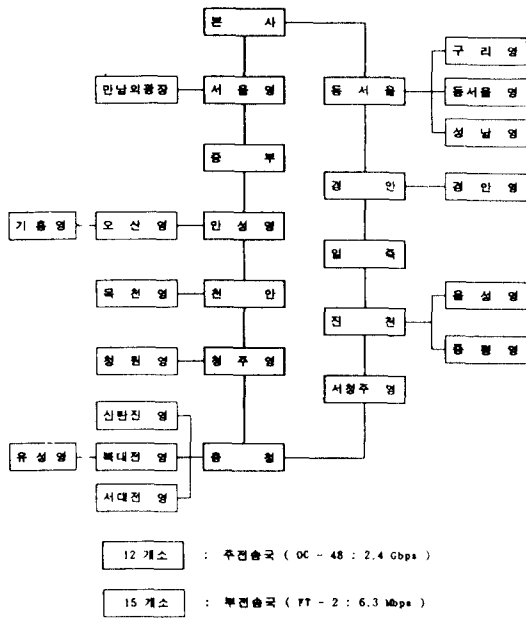 본 사
구 리 영
만남의광장
서 울 영
동 서 울
동서울 영
성 남 영
중 부
경 안
경 안 영
기 흥 영
오 산 영
안 성 영
일 죽
목 천 영
천 안
음 성 영
진 천
청 원 영
청 주 영
증 평 영
서청주 영
신탄진 영
유 성 영
북대전 영
충 청
서대전 영
12 개소 : 주전송국 ( OC - 48 : 2.4 Gbps )
15 개소 : 부전송국 ( FT - 2 : 6.3 Mbps )